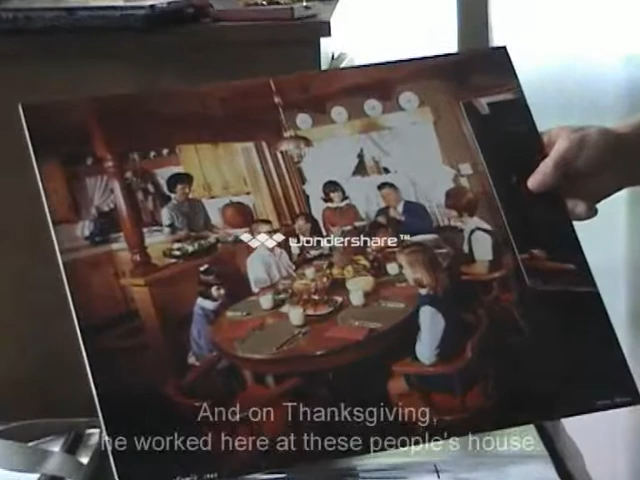 wondershare™
And on Thanksgiving,
he worked here at these people's house.